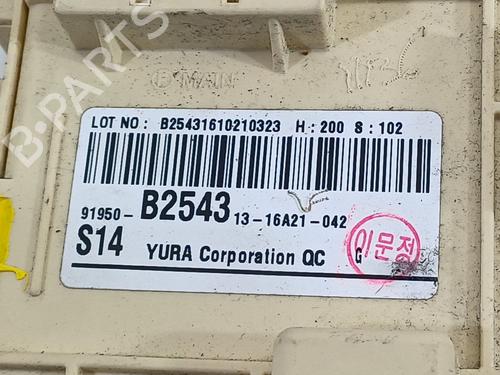 B-PARTS
MAIN
LOT NO : B25431610210323 H : 200 S : 102
91950- B2543 13-16A21-042
S14 YURA Corporation QC G
이문정